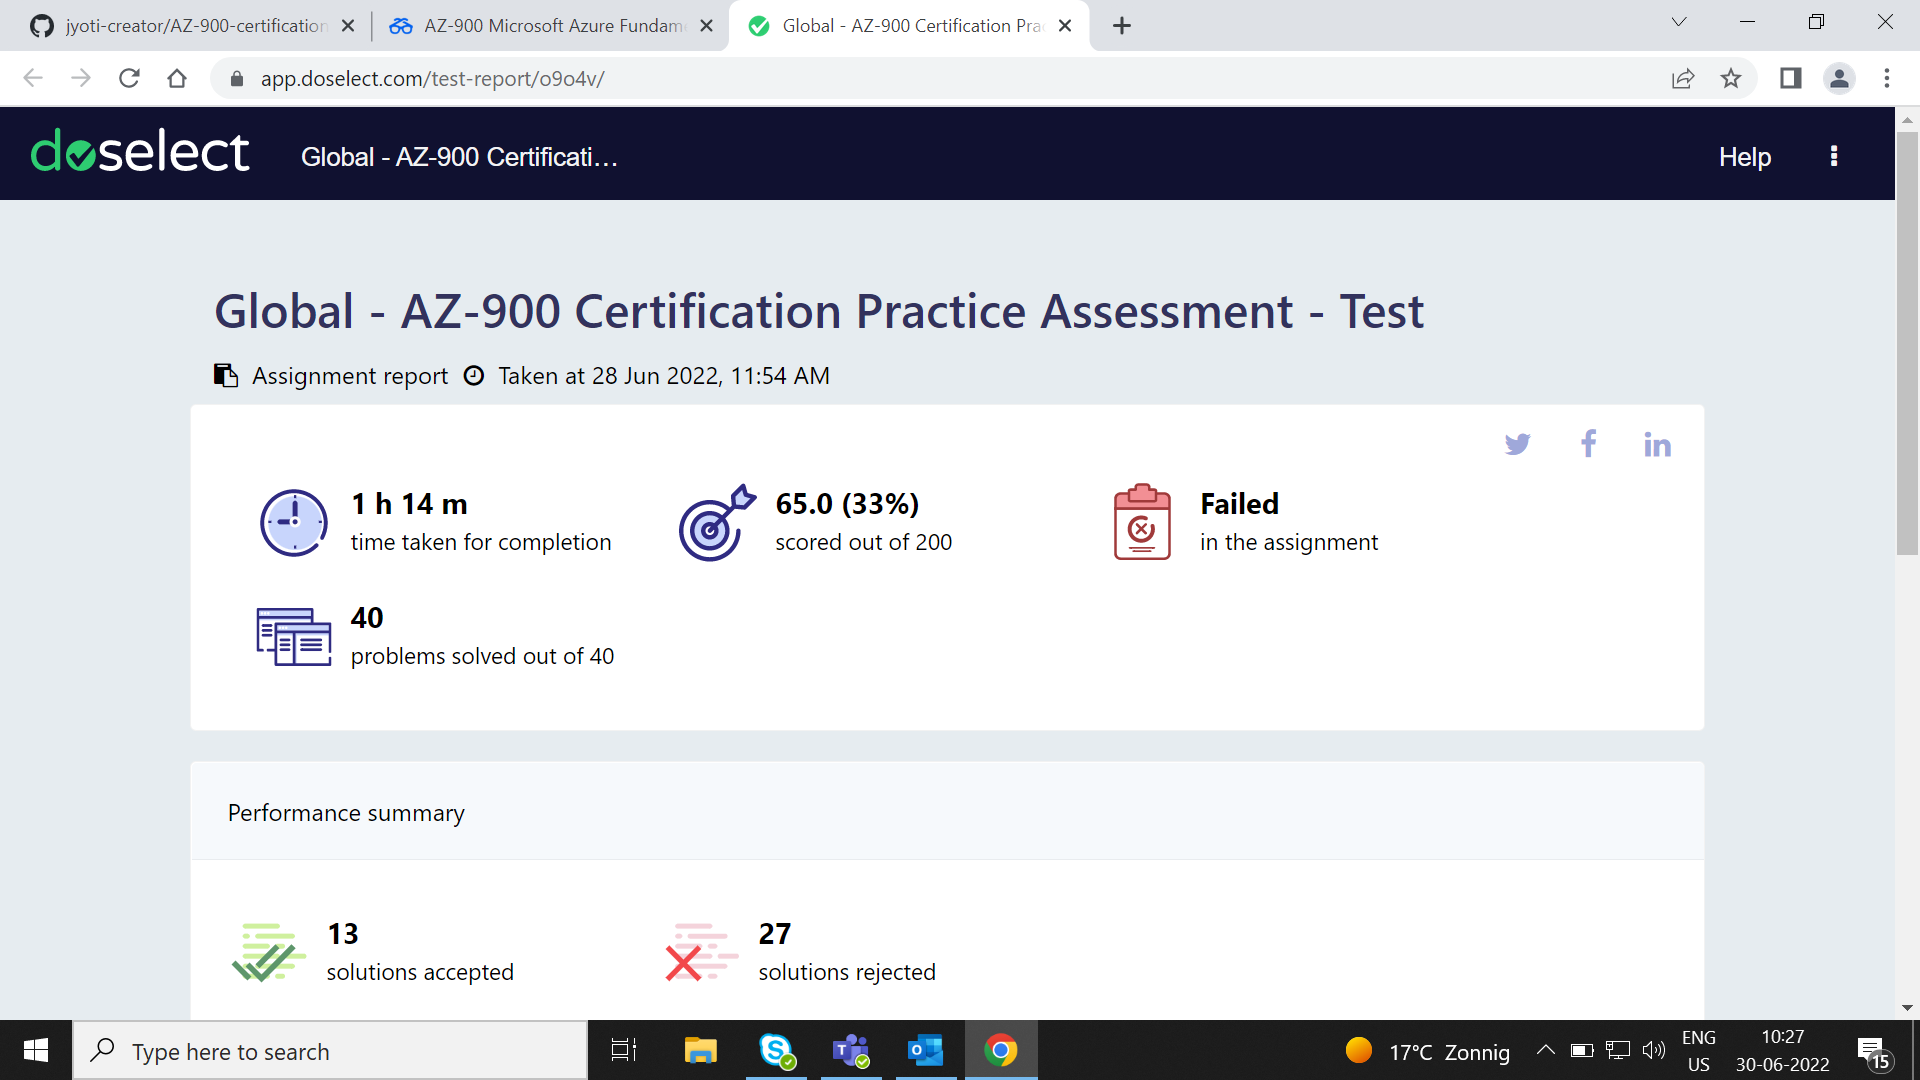 jyoti-creator/AZ-900-certification
AZ-900 Microsoft Azure Fundam
Global - AZ-900 Certification Pra
app.doselect.com/test-report/o9o4v/
doselect
Global - AZ-900 Certificati...
Help
Global - AZ-900 Certification Practice Assessment - Test
Assignment report
Taken at 28 Jun 2022, 11:54 AM
1 h 14 m
time taken for completion
65.0 (33%)
scored out of 200
Failed
in the assignment
40
problems solved out of 40
Performance summary
13
solutions accepted
27
solutions rejected
Type here to search
17°C Zonnig
ENG
US
10:27
30-06-2022
15